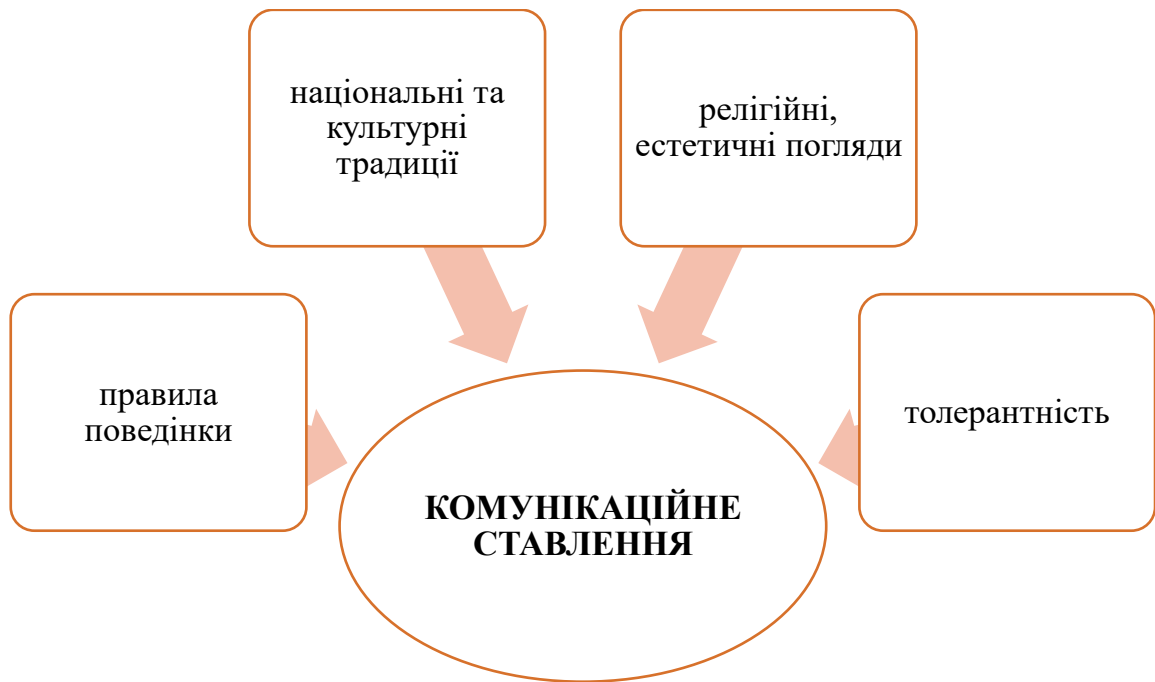 національні та
культурні
традиції
релігійні,
естетичні погляди
правила
поведінки
толерантність
КОМУНІКАЦІЙНЕ
СТАВЛЕННЯ